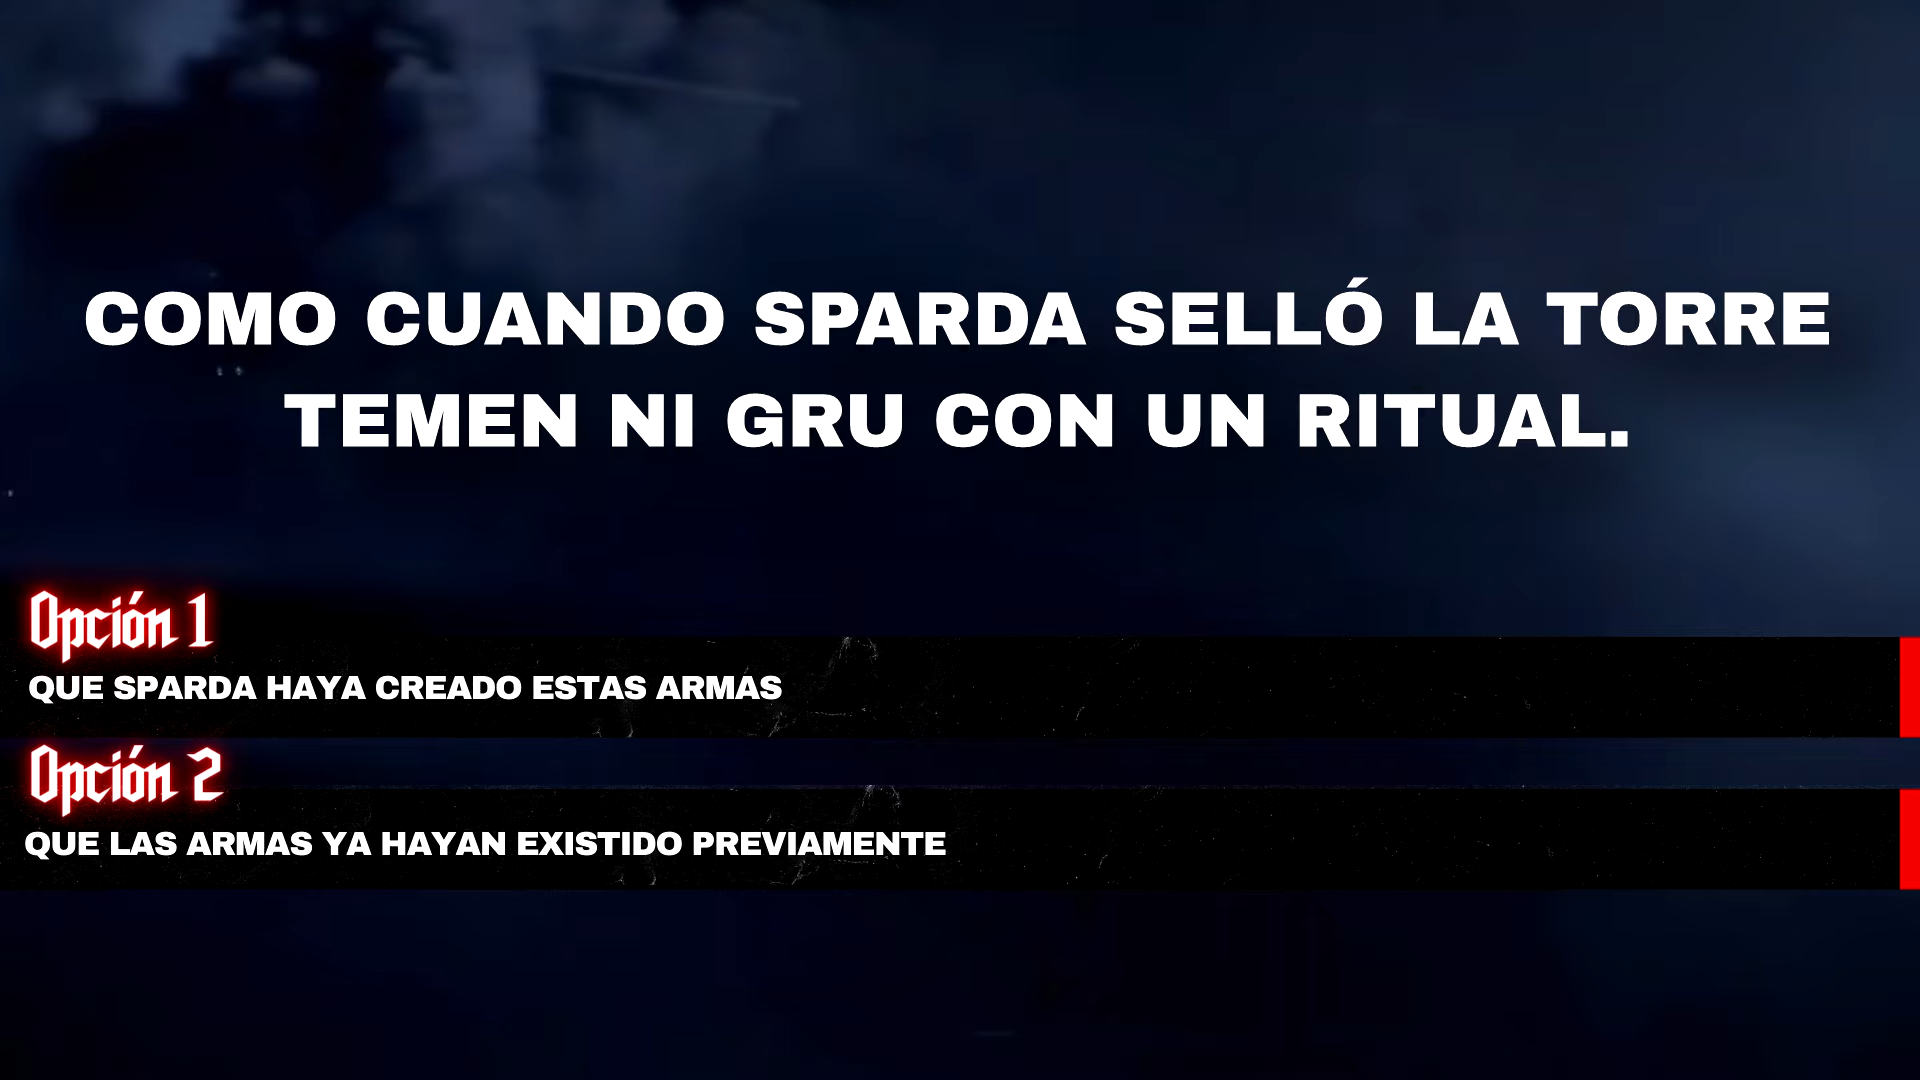 COMO CUANDO SPARDA SELLÓ LA TORRE
TEMEN NI GRU CON UN RITUAL.
Opción 1
QUE SPARDA HAYA CREADO ESTAS ARMAS
Opción 2
QUE LAS ARMAS YA HAYAN EXISTIDO PREVIAMENTE